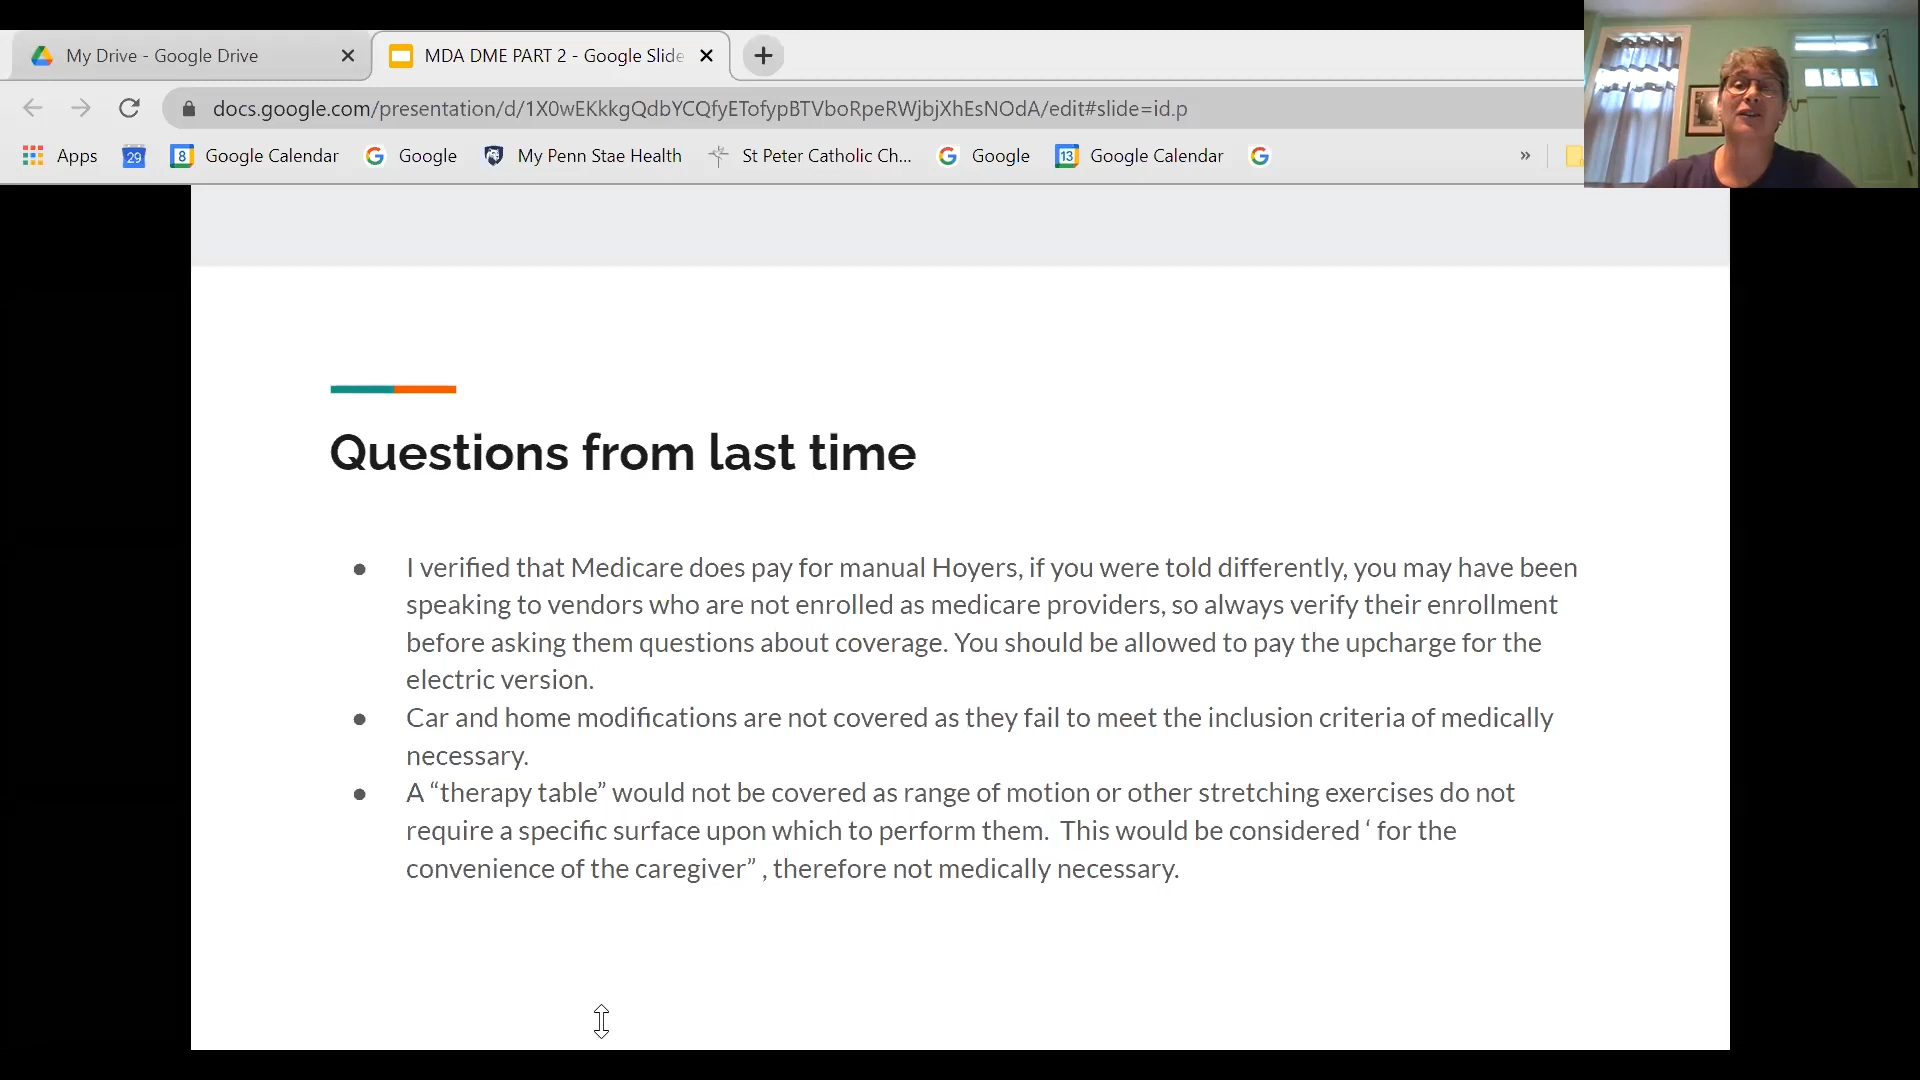 My Drive - Google Drive
MDA DME PART 2 - Google Slide
docs.google.com/presentation/d/1X0wEKkkgQdbYCQfyETofypBTVboRpeRWjbjXhEsNOdA/edit#slide=id.p
Apps 29 8 Google Calendar Google My Penn Stae Health St Peter Catholic Ch... Google 13 Google Calendar »
Questions from last time
● I verified that Medicare does pay for manual Hoyers, if you were told differently, you may have been
speaking to vendors who are not enrolled as medicare providers, so always verify their enrollment
before asking them questions about coverage. You should be allowed to pay the upcharge for the
electric version.
● Car and home modifications are not covered as they fail to meet the inclusion criteria of medically
necessary.
● A “therapy table” would not be covered as range of motion or other stretching exercises do not
require a specific surface upon which to perform them.  This would be considered ‘ for the
convenience of the caregiver” , therefore not medically necessary.